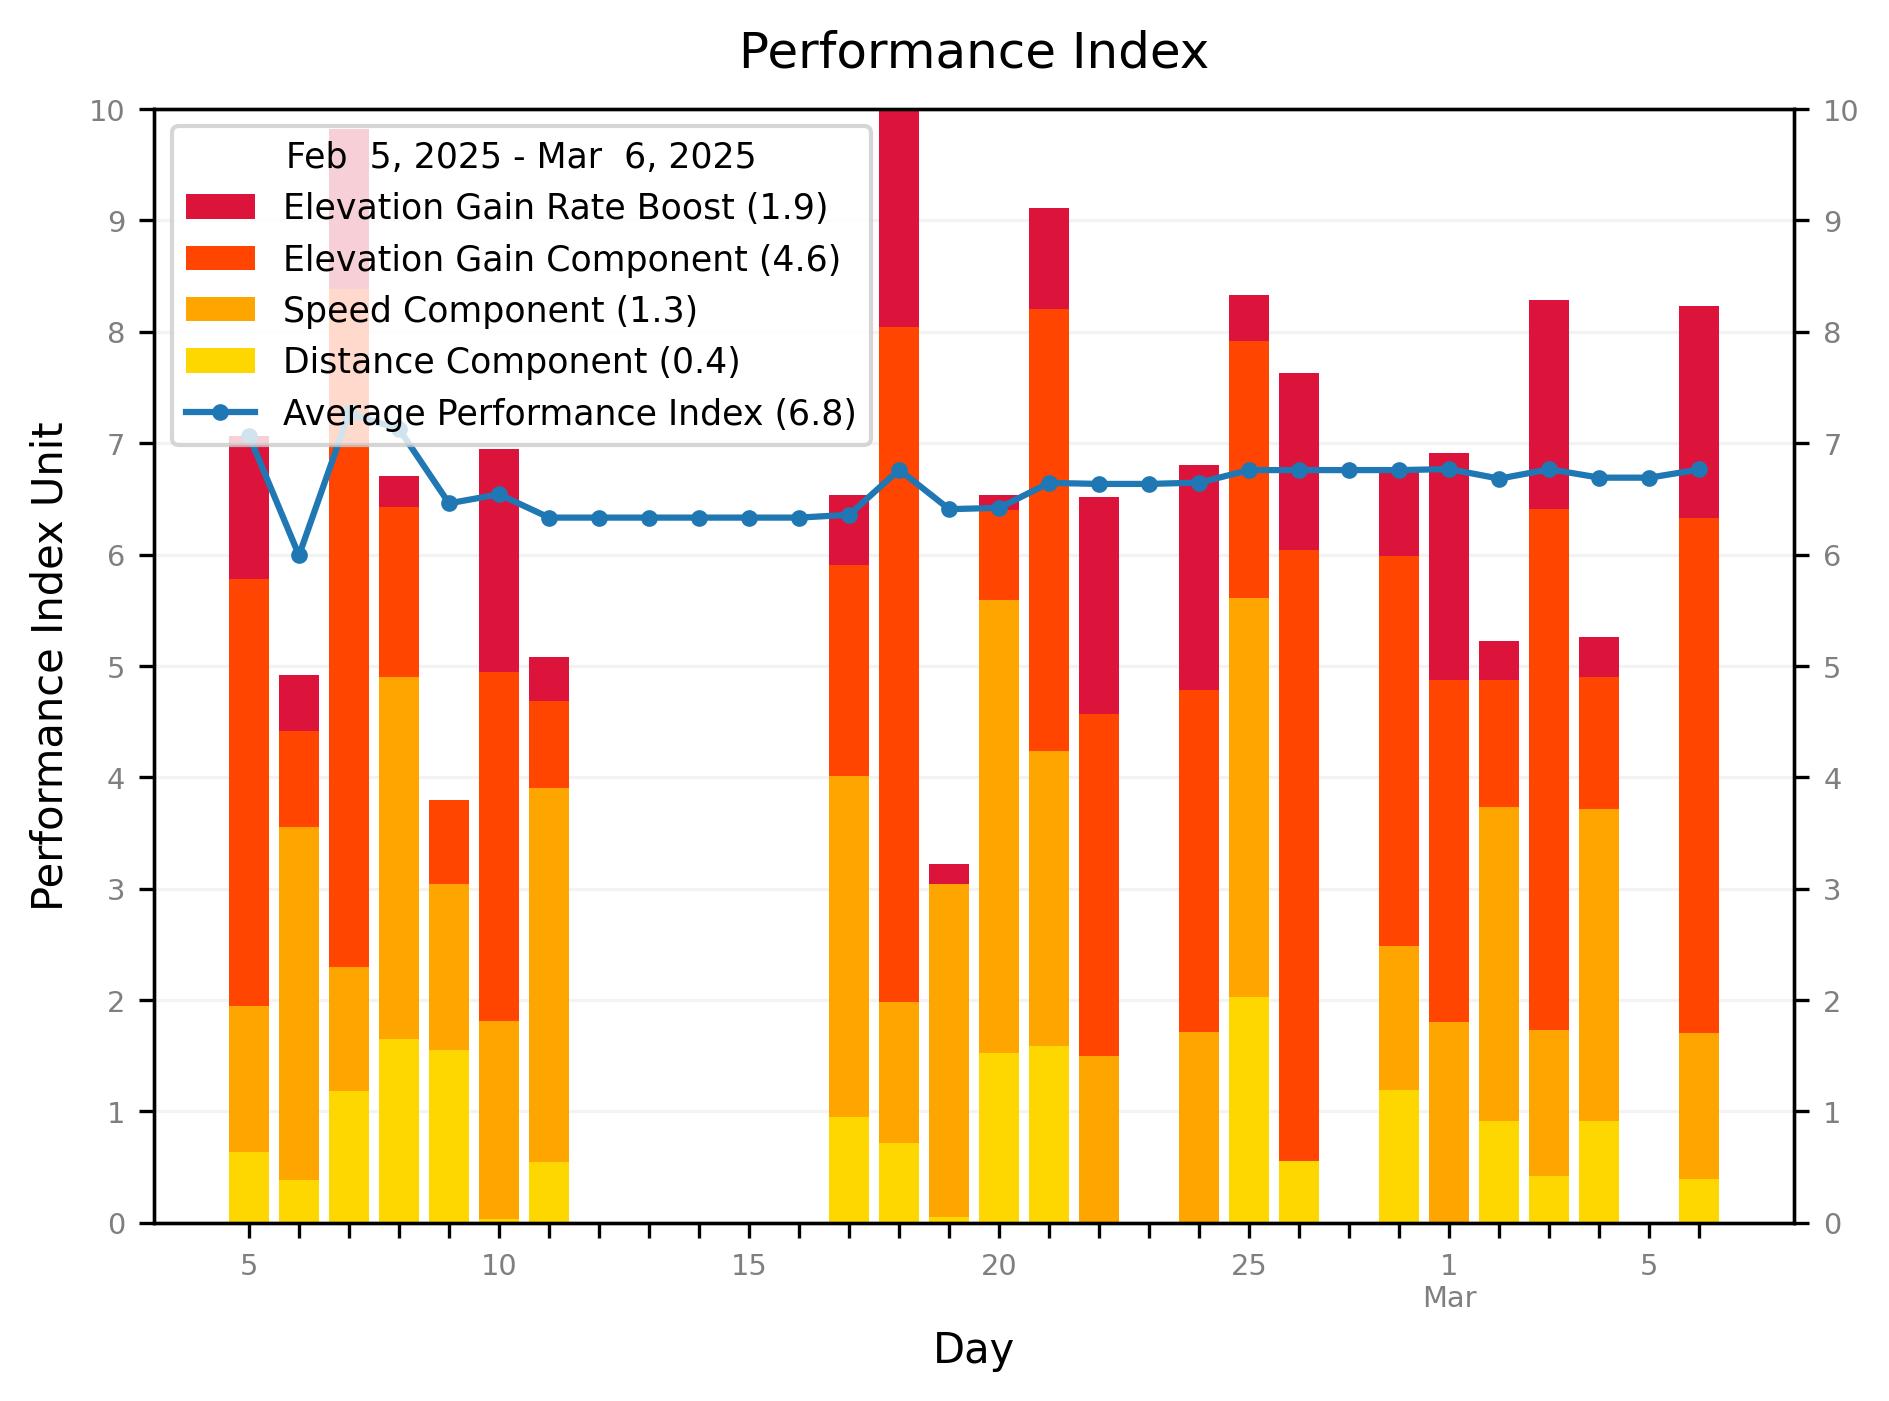 Performance Index
Feb  5, 2025 - Mar  6, 2025
Elevation Gain Rate Boost (1.9)
Elevation Gain Component (4.6)
Speed Component (1.3)
Distance Component (0.4)
Average Performance Index (6.8)
Performance Index Unit
10
9
8
7
6
5
4
3
2
1
0
10
9
8
7
6
5
4
3
2
1
0
5 10 15 20 25 1 5
Mar
Day